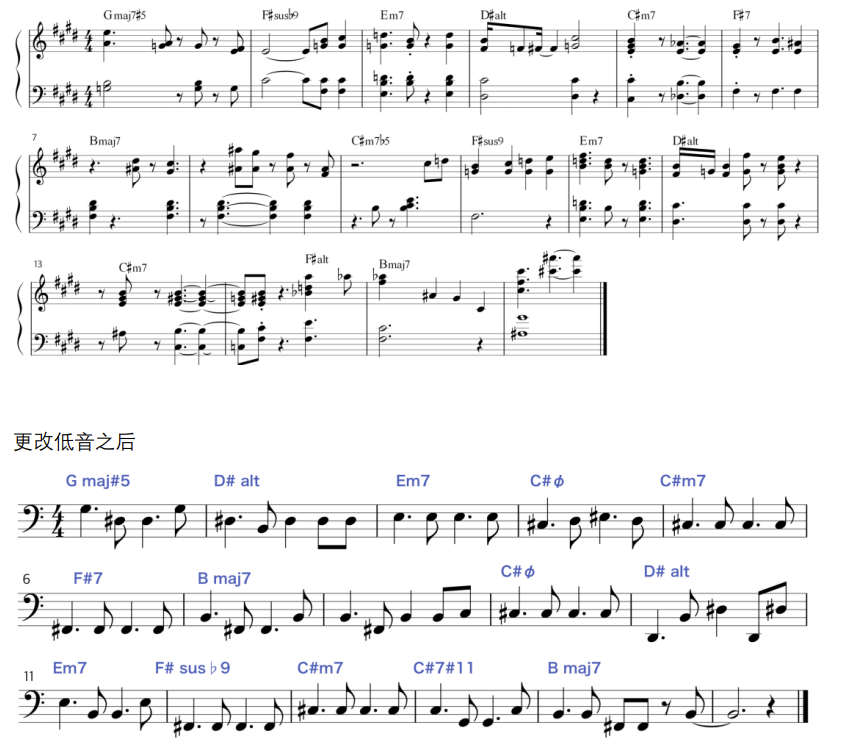 Gmaj7♯5 F♯sus♭9 Em7 D♯alt C♯m7 F♯7
7
Bmaj7 C♯m7♭5 F♯sus9 Em7 D♯alt
13
C♯m7 F♯alt Bmaj7
更改低音之后
G maj#5 D# alt Em7 C#ø C#m7
6
F#7 B maj7 C#ø D# alt
11
Em7 F# sus♭9 C#m7 C#7#11 B maj7